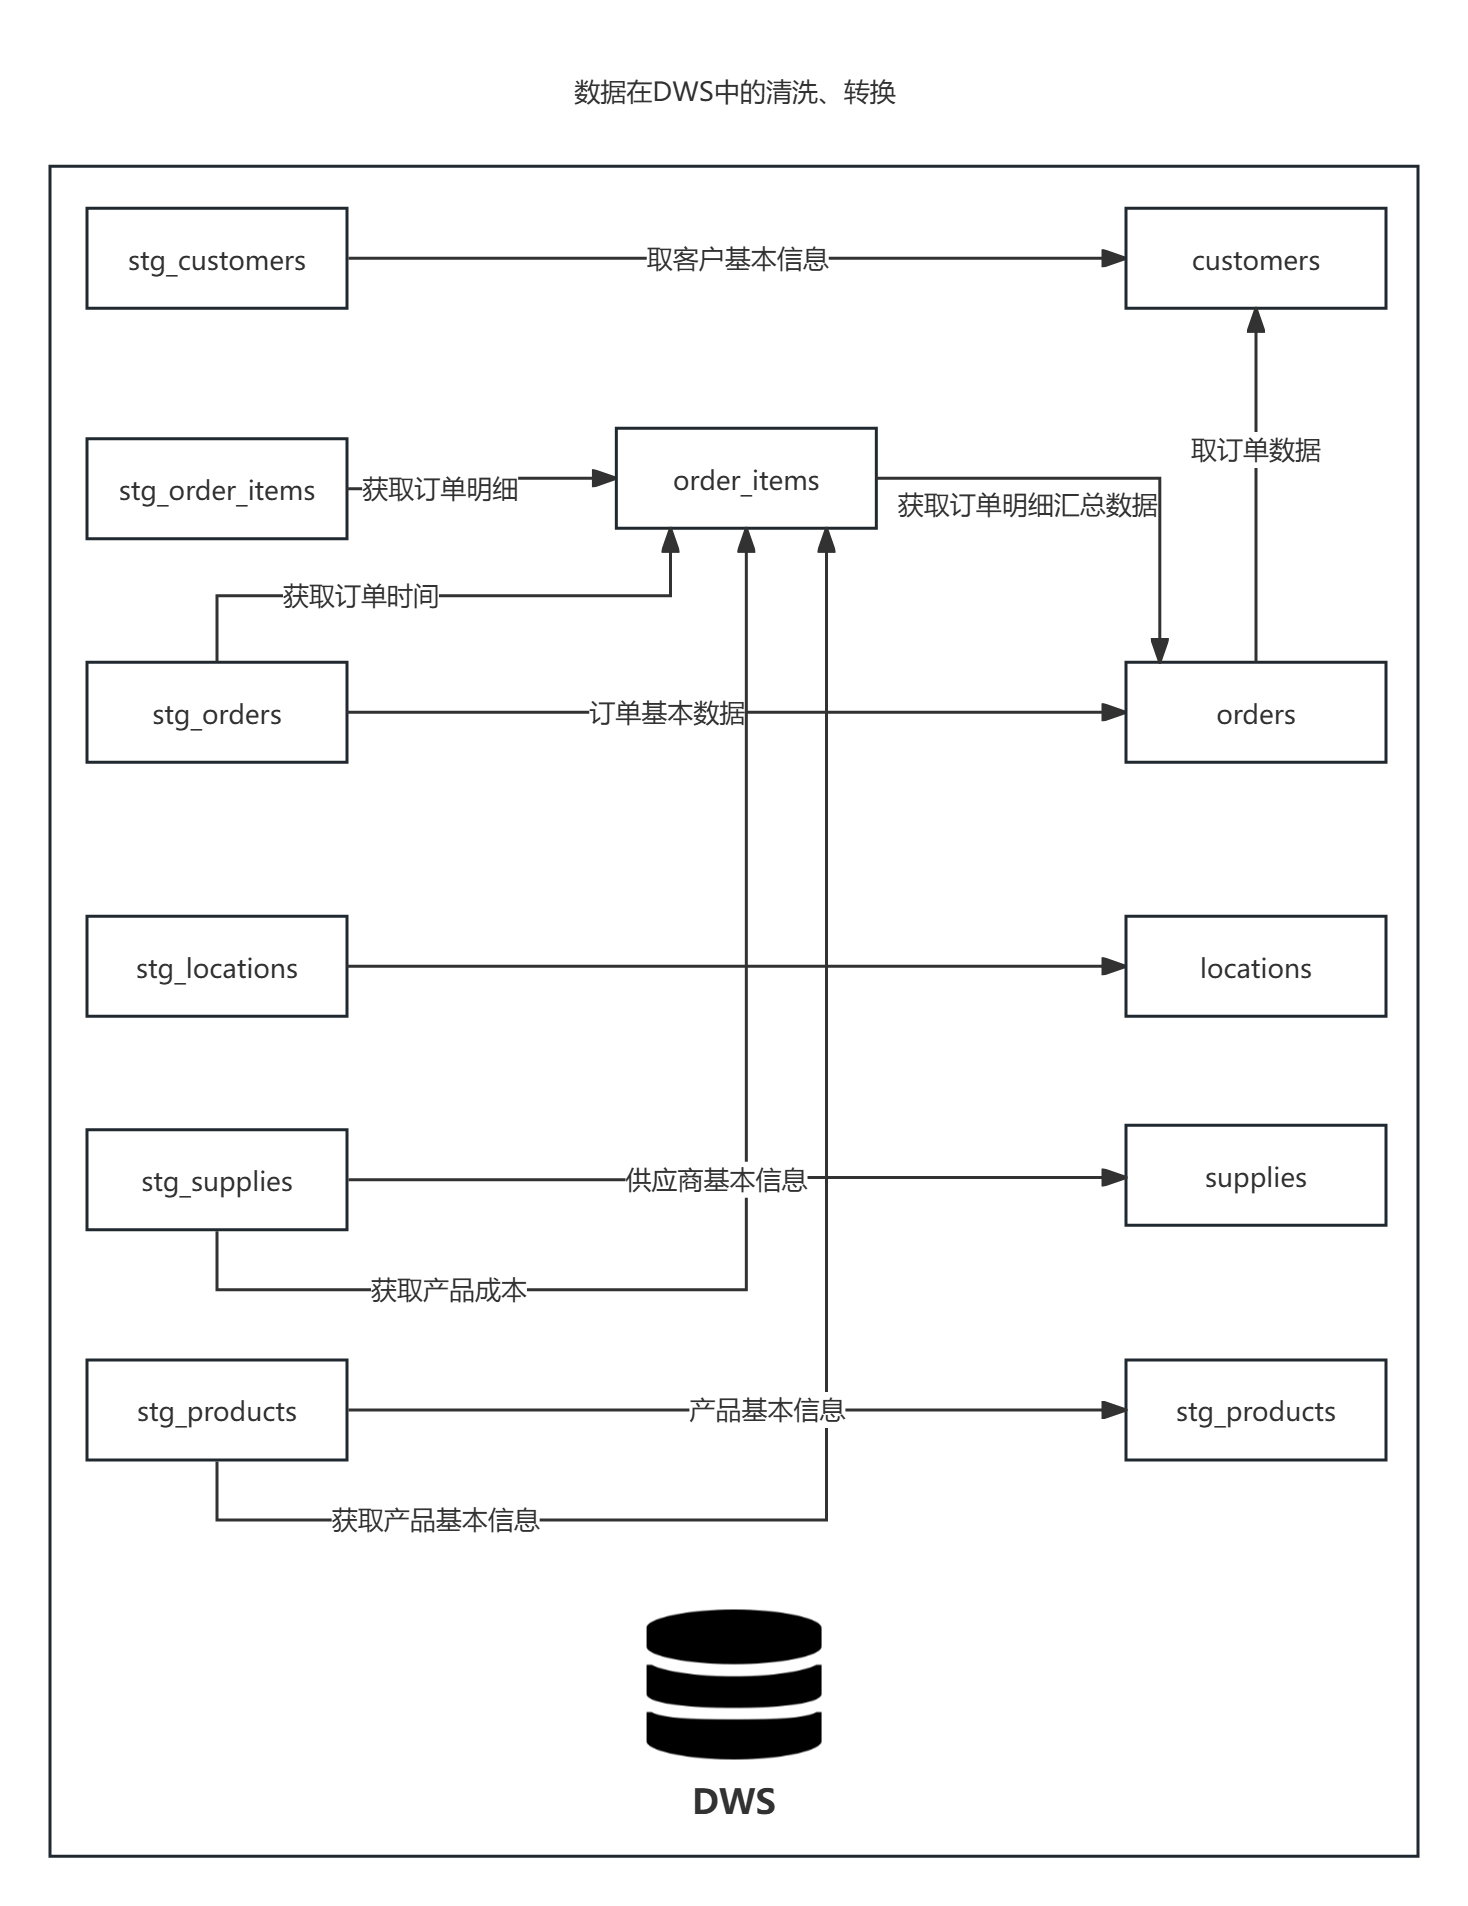 数据在DWS中的清洗、转换
stg_customers
取客户基本信息
customers
取订单数据
stg_order_items
获取订单明细
order_items
获取订单明细汇总数据
获取订单时间
stg_orders
订单基本数据
orders
stg_locations
locations
stg_supplies
供应商基本信息
supplies
获取产品成本
stg_products
产品基本信息
stg_products
获取产品基本信息
DWS